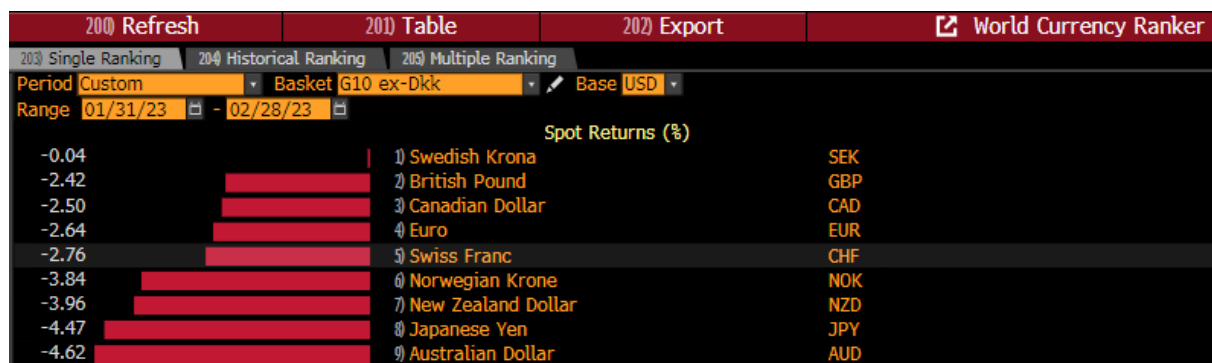 200) Refresh 201) Table 202) Export World Currency Ranker
203) Single Ranking 204) Historical Ranking 205) Multiple Ranking
Period Custom Basket G10 ex-Dkk Base USD
Range 01/31/23 - 02/28/23
Spot Returns (%)
-0.04 1) Swedish Krona SEK
-2.42 2) British Pound GBP
-2.50 3) Canadian Dollar CAD
-2.64 4) Euro EUR
-2.76 5) Swiss Franc CHF
-3.84 6) Norwegian Krone NOK
-3.96 7) New Zealand Dollar NZD
-4.47 8) Japanese Yen JPY
-4.62 9) Australian Dollar AUD